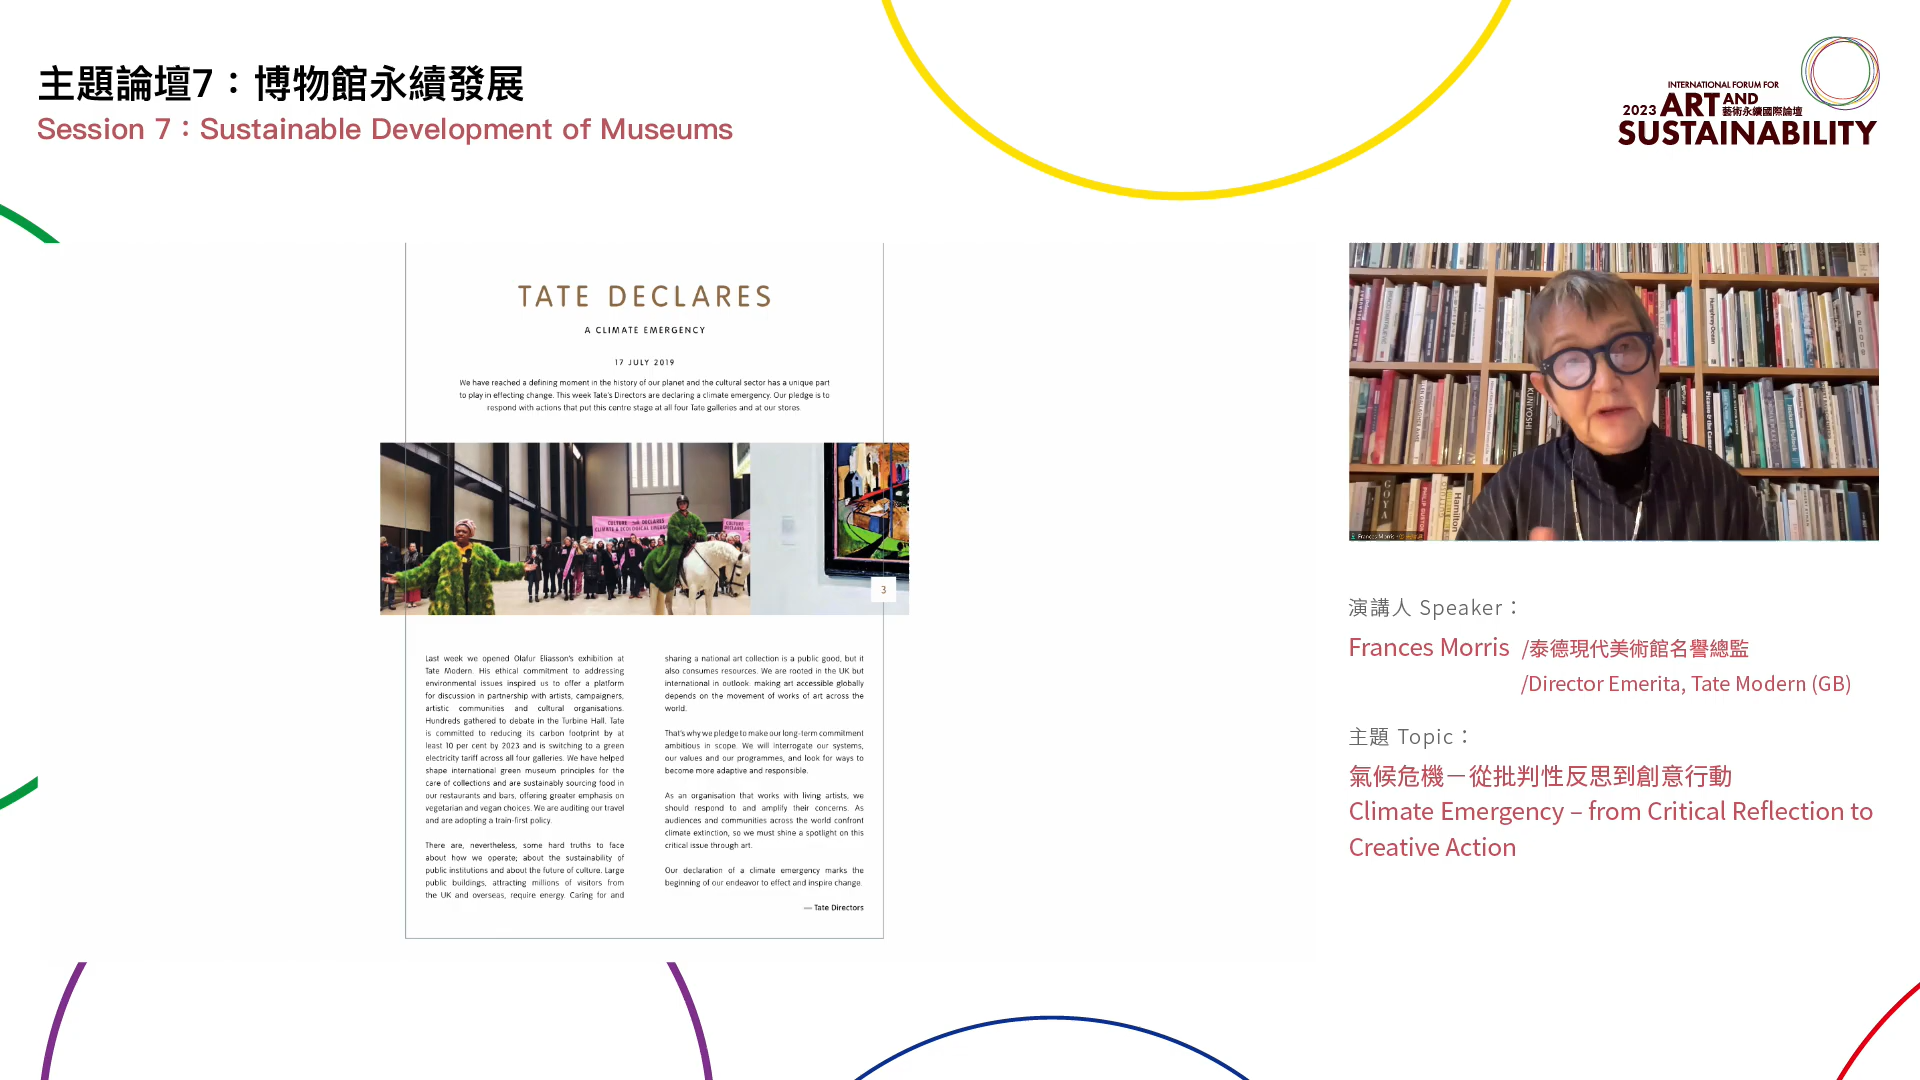 主題論壇7：博物館永續發展
Session 7：Sustainable Development of Museums
INTERNATIONAL FORUM FOR
2023 ART AND
藝術永續國際論壇
SUSTAINABILITY
TATE DECLARES
A CLIMATE EMERGENCY
17 JULY 2019
We have reached a defining moment in the history of our planet and the cultural sector has a unique part
to play in effecting change. This week Tate's Directors are declaring a climate emergency. Our pledge is to
respond with actions that put this centre stage at all four Tate galleries and at our stores.
CULTURE DECLARES
CLIMATE & ECOLOGICAL EMERGENCY
CULTURE
DECLARES
3
Last week we opened Olafur Eliasson's exhibition at
Tate Modern. His ethical commitment to addressing
environmental issues inspired us to offer a platform
for discussion in partnership with artists, campaigners,
artistic communities and cultural organisations.
Hundreds gathered to debate in the Turbine Hall. Tate
is committed to reducing its carbon footprint by at
least 10 per cent by 2023 and is switching to a green
electricity tariff across all four galleries. We have helped
shape international green museum principles for the
care of collections and are sustainably sourcing food in
our restaurants and bars, offering greater emphasis on
vegetarian and vegan choices. We are auditing our travel
and are adopting a train-first policy.
There are, nevertheless, some hard truths to face
about how we operate; about the sustainability of
public institutions and about the future of culture. Large
public buildings, attracting millions of visitors from
the UK and overseas, require energy. Caring for and
sharing a national art collection is a public good, but it
also consumes resources. We are rooted in the UK but
international in outlook: making art accessible globally
depends on the movement of works of art across the
world.
That's why we pledge to make our long-term commitment
ambitious in scope. We will interrogate our systems,
our values and our programmes, and look for ways to
become more adaptive and responsible.
As an organisation that works with living artists, we
should respond to and amplify their concerns. As
audiences and communities across the world confront
climate extinction, so we must shine a spotlight on this
critical issue through art.
Our declaration of a climate emergency marks the
beginning of our endeavor to effect and inspire change.
— Tate Directors
Humphrey Ocean
Penone
KUNIYOSHI
GOYA
PHILIP GUSTON
Hamilton
Frances Morris
演講人 Speaker：
Frances Morris /泰德現代美術館名譽總監
/Director Emerita, Tate Modern (GB)
主題 Topic：
氣候危機－從批判性反思到創意行動
Climate Emergency – from Critical Reflection to
Creative Action